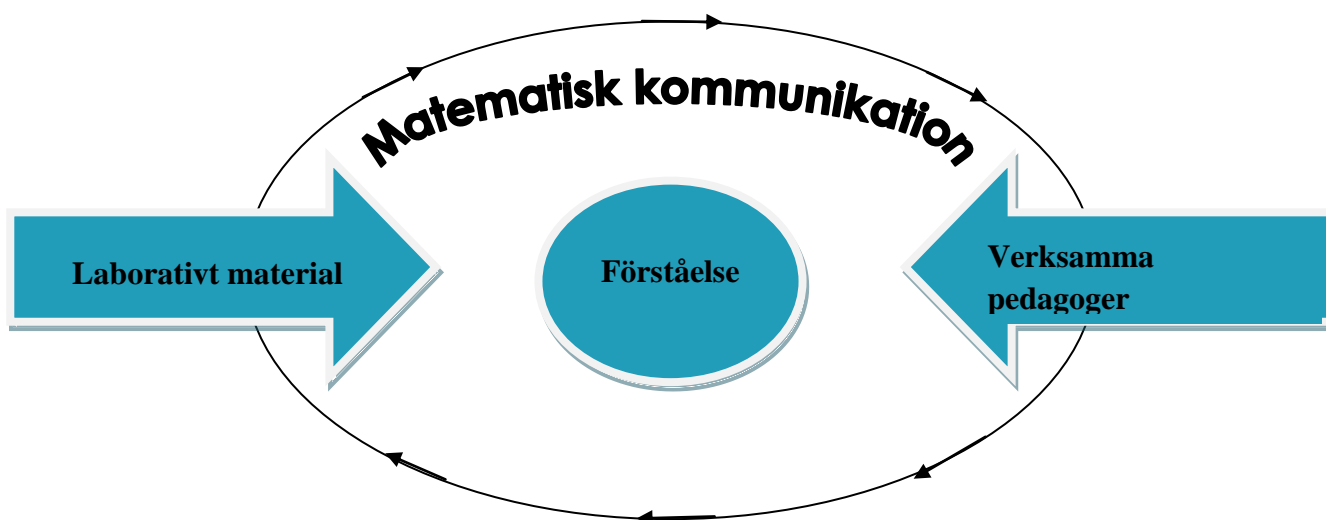 Matematisk kommunikation
Laborativt material
Förståelse
Verksamma
pedagoger